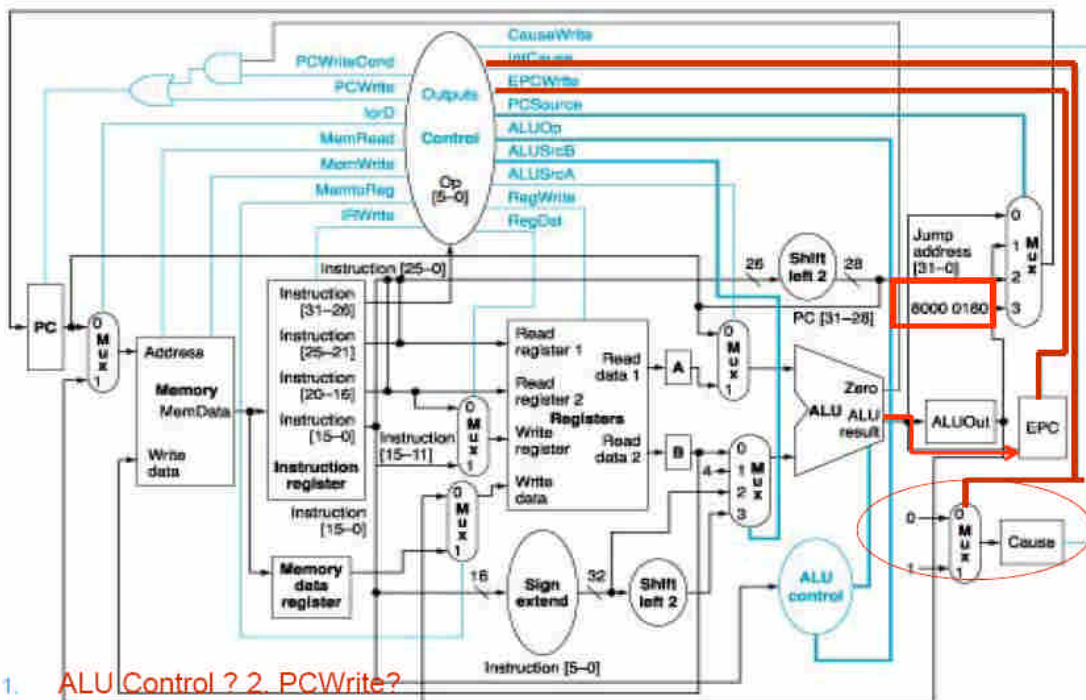 CauseWrite
IntCause
EPCWrite
PCSource
ALUOp
ALUSrcB
ALUSrcA
RegWrite
RegDst
PCWriteCond
PCWrite
IorD
MemRead
MemWrite
MemtoReg
IRWrite
Outputs
Control
Op
[5–0]
Instruction [25–0]
26
Shift
left 2
28
Jump
address
[31–0]
0
1
2
3
M
u
x
PC [31–28]
PC
0
M
u
x
1
Address
Memory
MemData
Write
data
Instruction
[31–26]
Instruction
[25–21]
Instruction
[20–16]
Instruction
[15–0]
Instruction
register
Instruction
[15–11]
0
M
u
x
1
Read
register 1
Read
register 2
Registers
Write
register
Write
data
Read
data 1
Read
data 2
A
B
0
M
u
x
1
4
0
1
2
3
M
u
x
Zero
ALU
ALU
result
ALUOut
EPC
Instruction
[15–0]
0
M
u
x
1
Memory
data
register
16
Sign
extend
32
Shift
left 2
ALU
control
0
1
0
M
u
x
1
Cause
Instruction [5–0]
1. ALU Control ? 2. PCWrite?